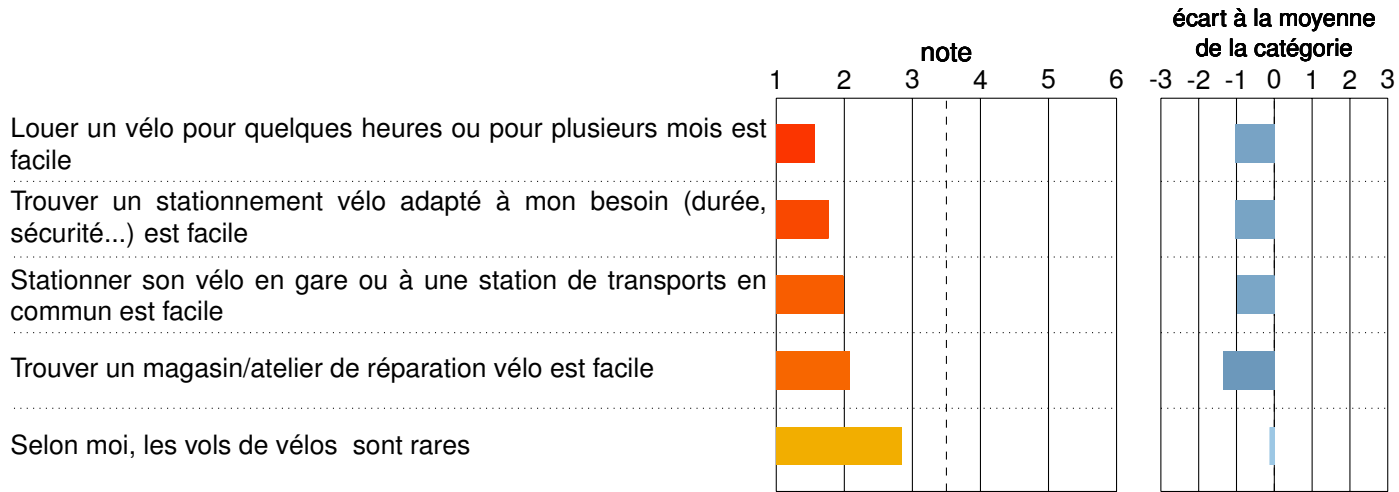 écart à la moyenne
note de la catégorie
1 2 3 4 5 6 -3 -2 -1 0 1 2 3
Louer un vélo pour quelques heures ou pour plusieurs mois est
facile
Trouver un stationnement vélo adapté à mon besoin (durée,
sécurité...) est facile
Stationner son vélo en gare ou à une station de transports en
commun est facile
Trouver un magasin/atelier de réparation vélo est facile
Selon moi, les vols de vélos sont rares